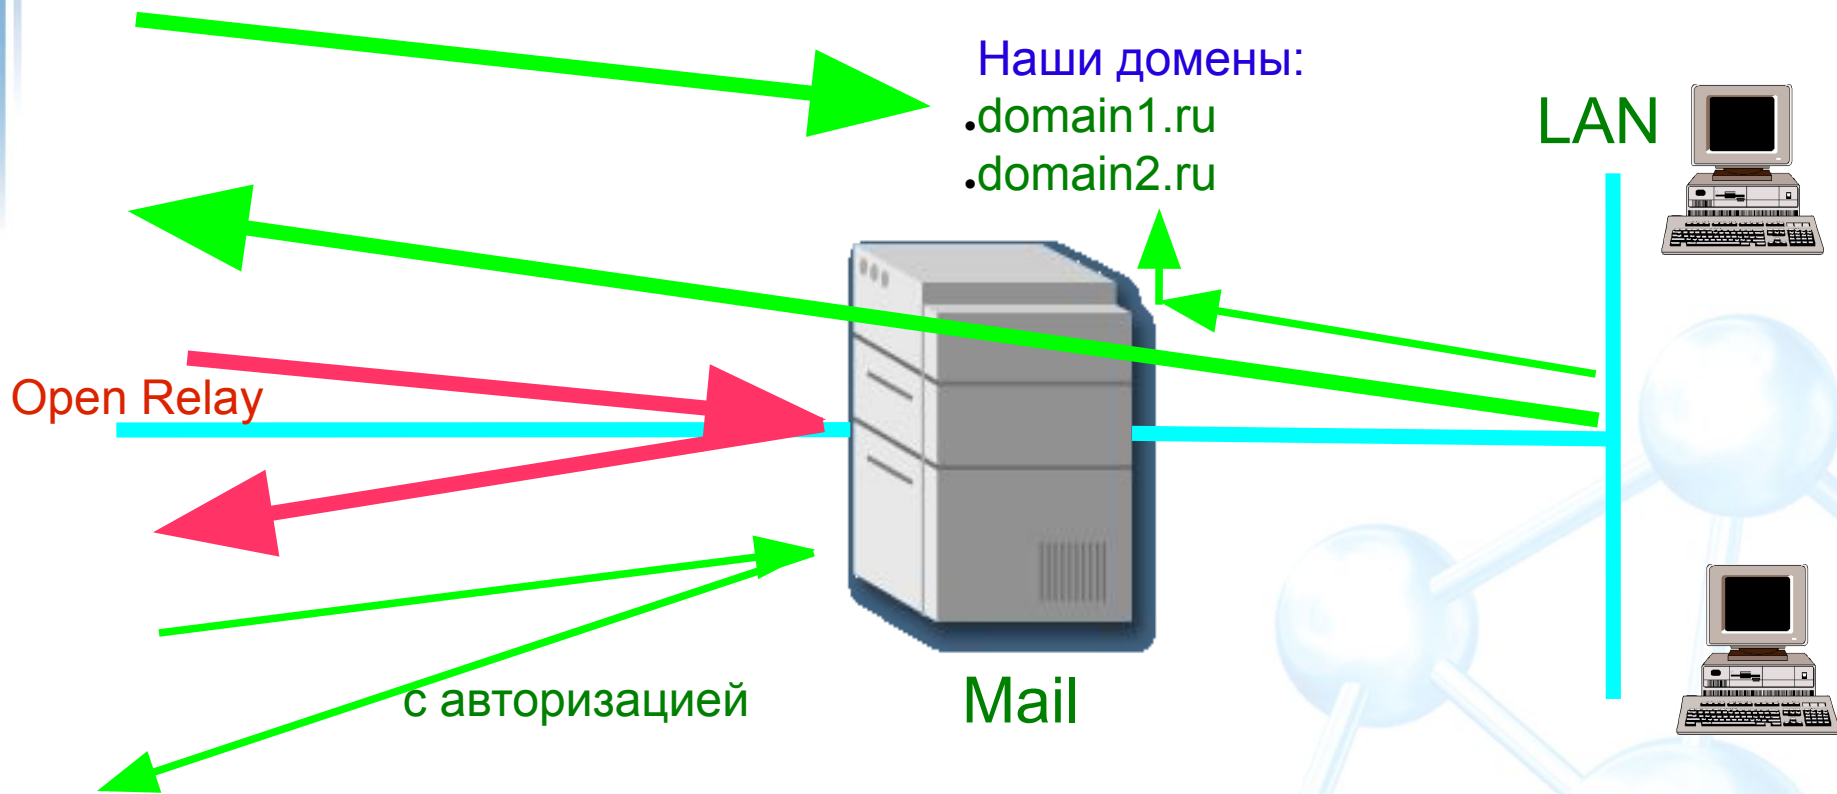 Наши домены:
.domain1.ru
.domain2.ru
LAN
Open Relay
с авторизацией
Mail